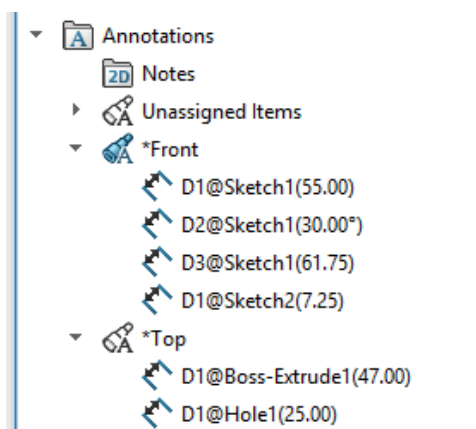 Annotations
Notes
Unassigned Items
*Front
D1@Sketch1(55.00)
D2@Sketch1(30.00°)
D3@Sketch1(61.75)
D1@Sketch2(7.25)
*Top
D1@Boss-Extrude1(47.00)
D1@Hole1(25.00)